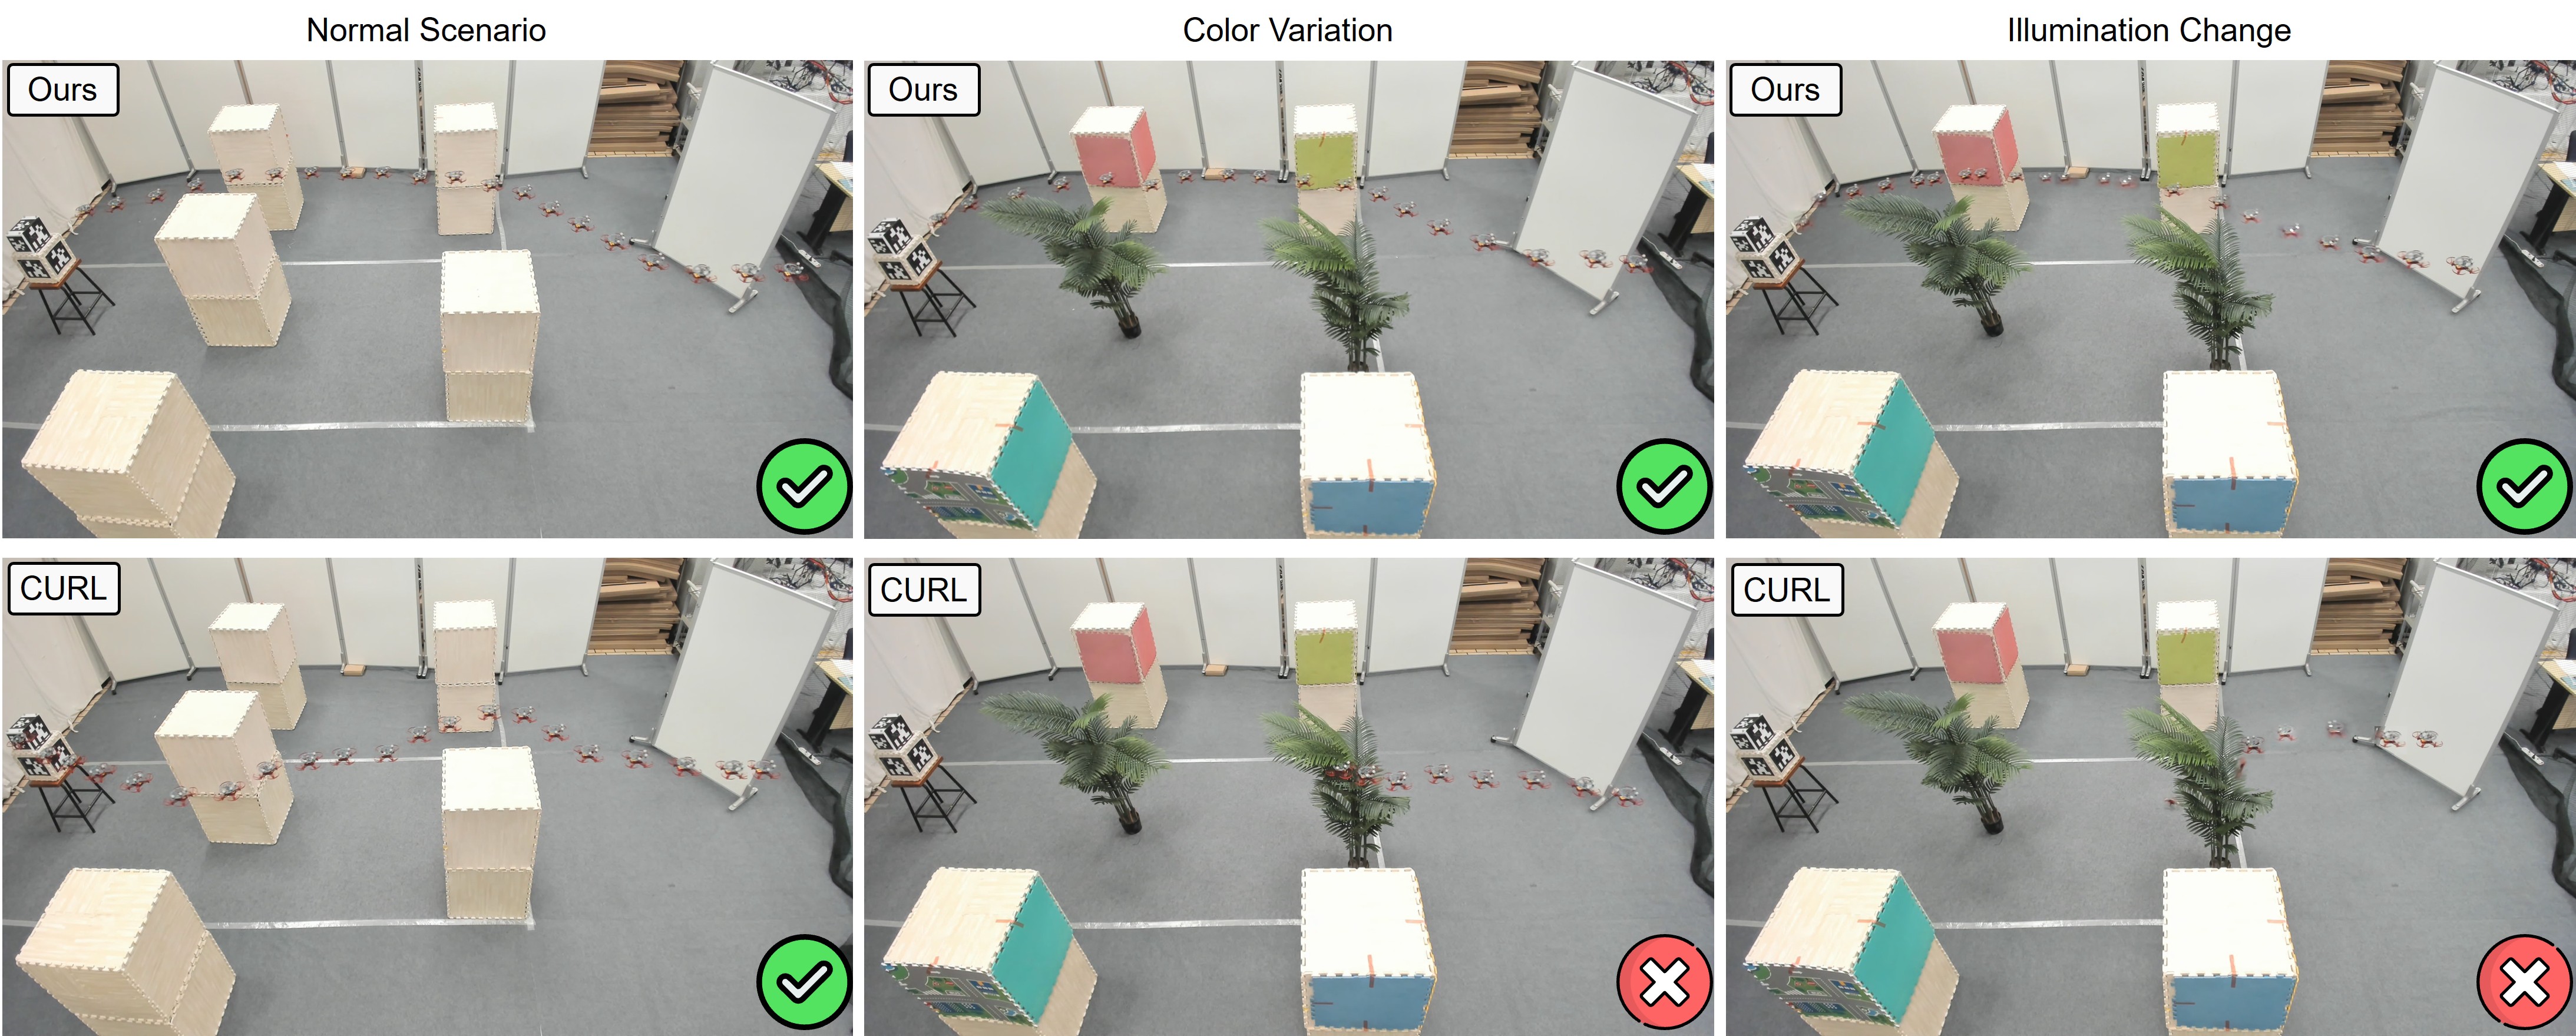 Normal Scenario
Color Variation
Illumination Change
Ours
Ours
Ours
CURL
CURL
CURL